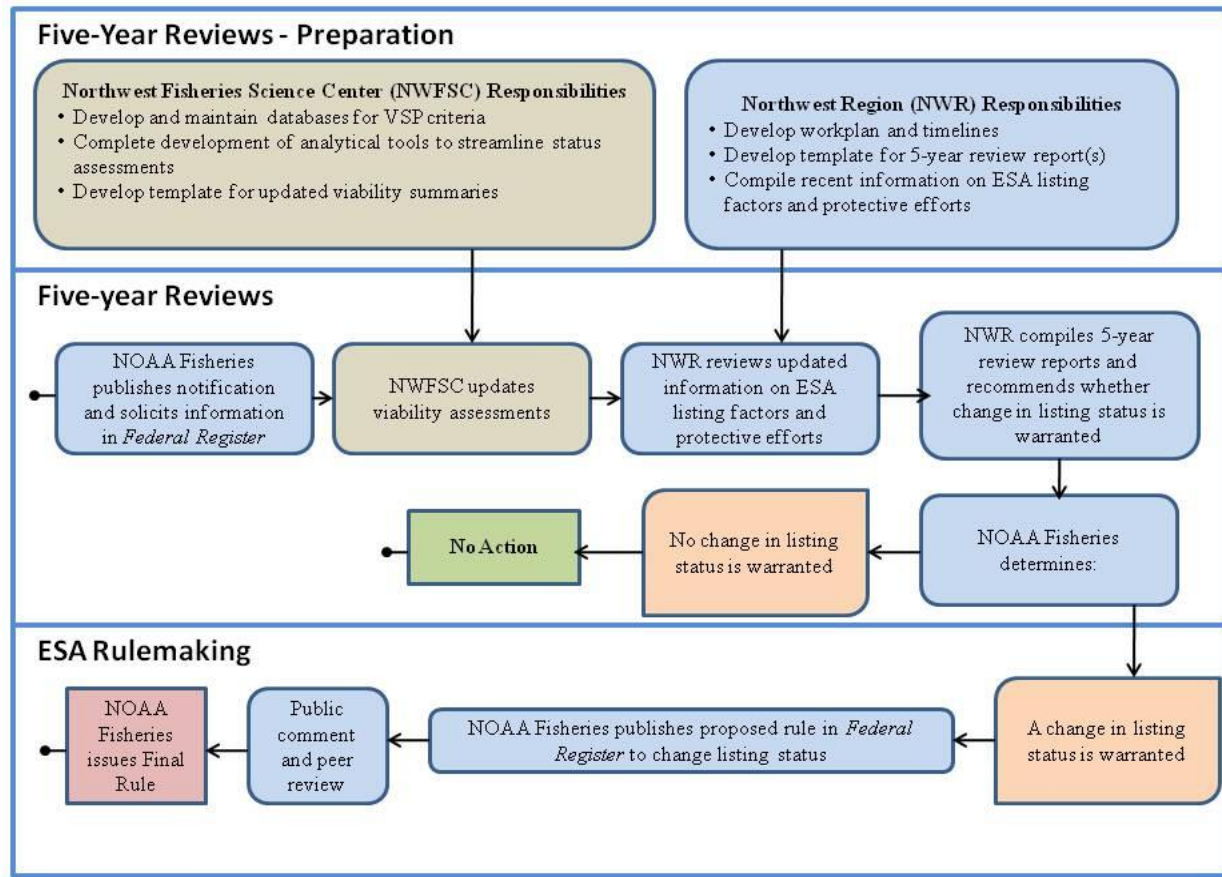 Five-Year Reviews - Preparation
Northwest Fisheries Science Center (NWFSC) Responsibilities
• Develop and maintain databases for VSP criteria
• Complete development of analytical tools to streamline status
assessments
• Develop template for updated viability summaries
Northwest Region (NWR) Responsibilities
• Develop workplan and timelines
• Develop template for 5-year review report(s)
• Compile recent information on ESA listing
factors and protective efforts
Five-year Reviews
NOAA Fisheries
publishes notification
and solicits information
in Federal Register
NWFSC updates
viability assessments
NWR reviews updated
information on ESA
listing factors and
protective efforts
NWR compiles 5-year
review reports and
recommends whether
change in listing status is
warranted
NOAA Fisheries
determines:
No change in listing
status is warranted
No Action
ESA Rulemaking
A change in listing
status is warranted
NOAA Fisheries publishes proposed rule in Federal
Register to change listing status
Public
comment
and peer
review
NOAA
Fisheries
issues Final
Rule